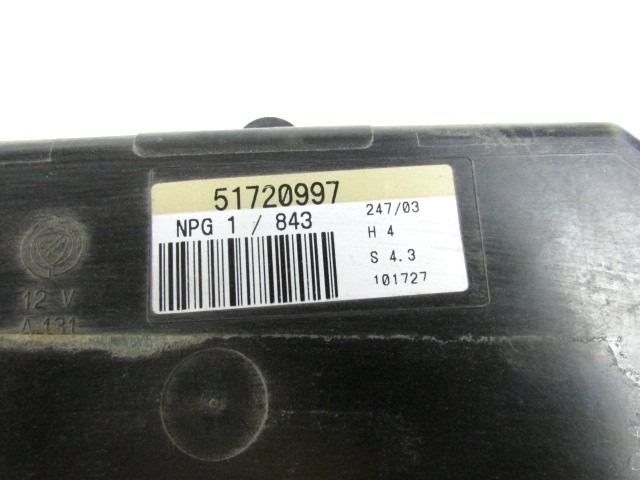 51720997
NPG 1 / 843
247/03
H 4
S 4.3
101727
12 V
A 131